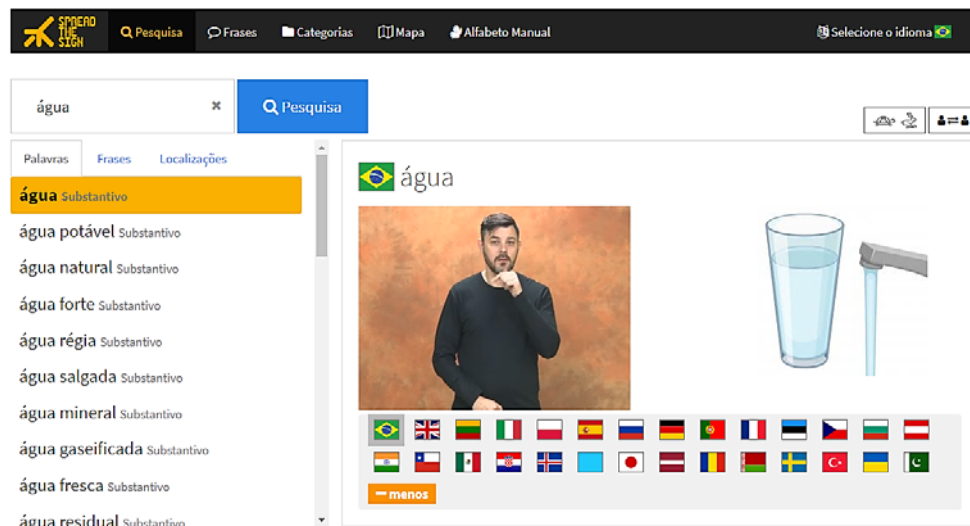 SPREAD
THE
SIGN
Pesquisa
Frases
Categorias
Mapa
Alfabeto Manual
Selecione o idioma
água
Pesquisa
Palavras
Frases
Localizações
água Substantivo
água potável Substantivo
água natural Substantivo
água forte Substantivo
água régia Substantivo
água salgada Substantivo
água mineral Substantivo
água gaseificada Substantivo
água fresca Substantivo
água residual Substantivo
água
menos